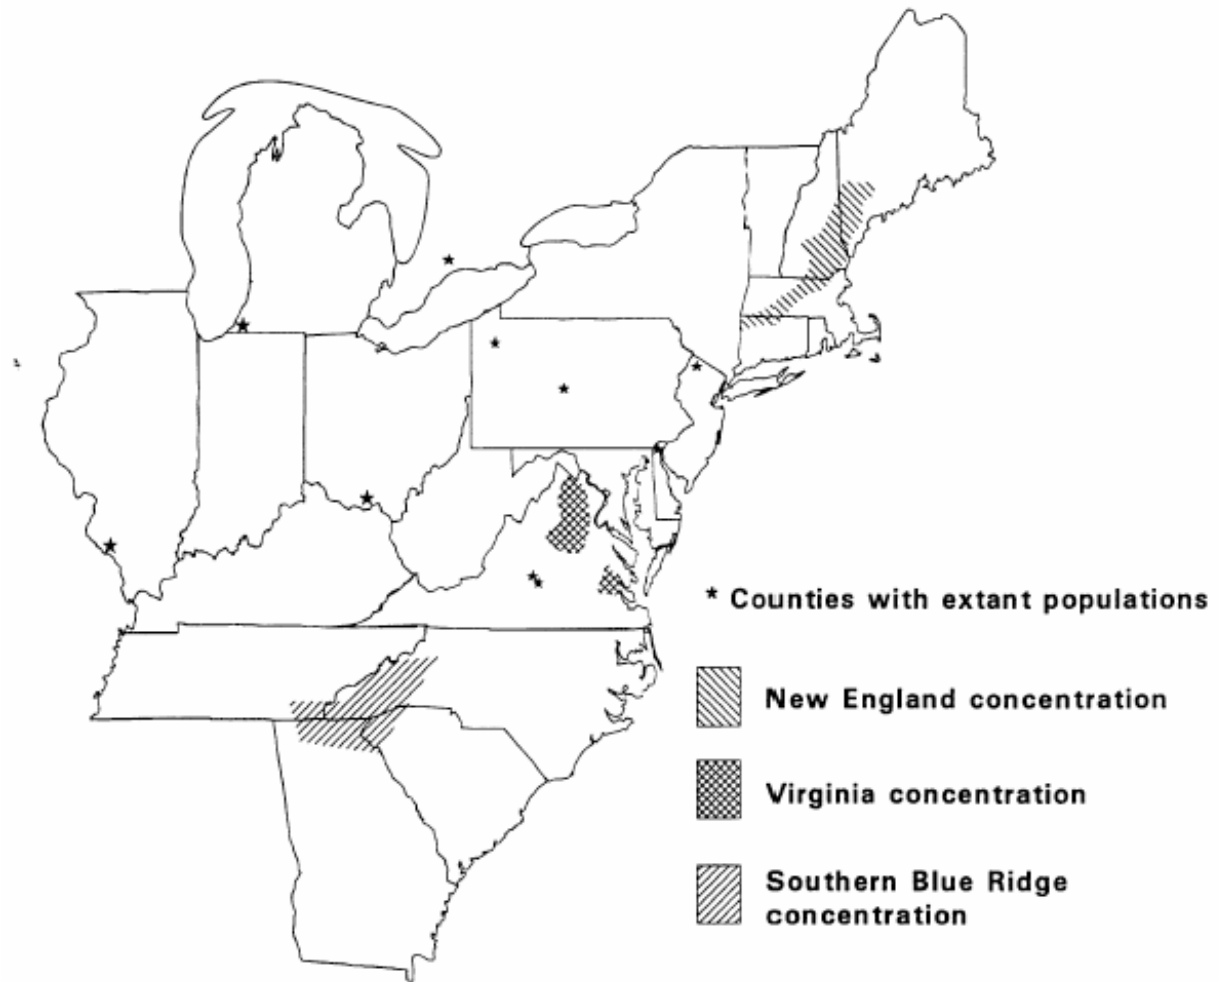 * Counties with extant populations
New England concentration
Virginia concentration
Southern Blue Ridge
concentration